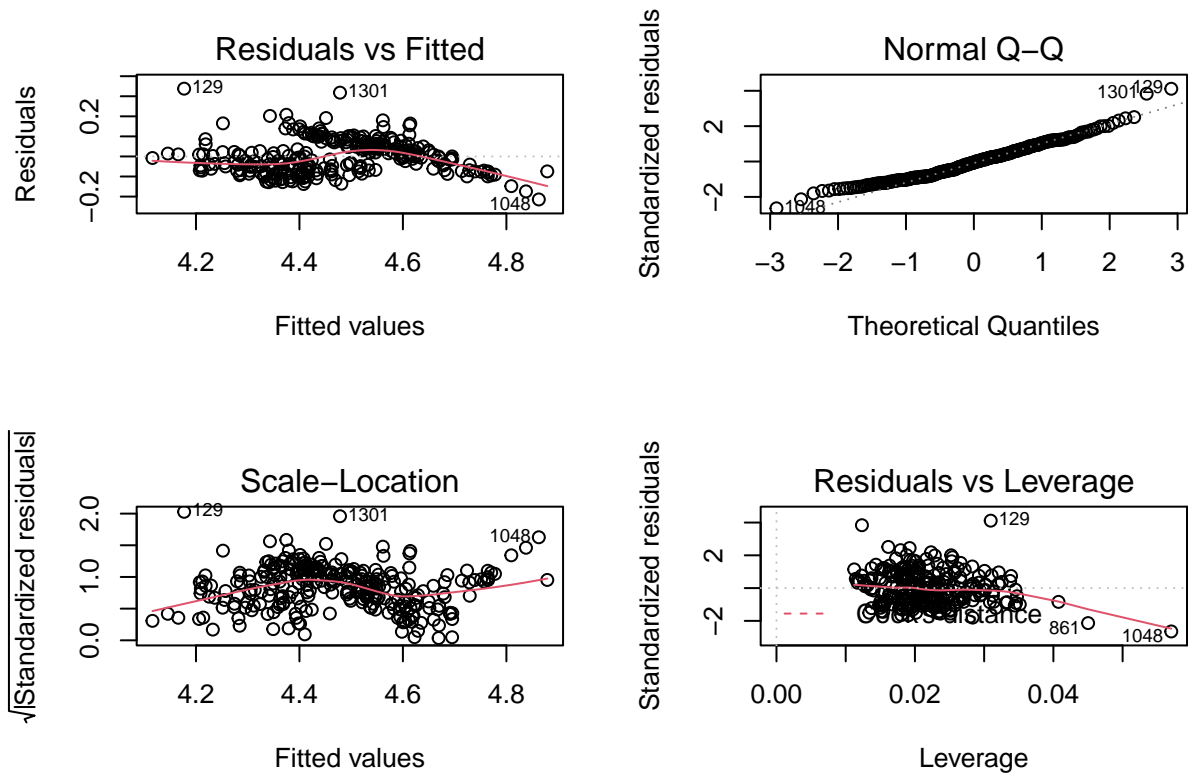 Residuals vs Fitted
Residuals
0.2
−0.2
129
1301
1048
4.2 4.4 4.6 4.8
Fitted values
Normal Q−Q
Standardized residuals
2
−2
1301
129
1048
−3 −2 −1 0 1 2 3
Theoretical Quantiles
Scale−Location
√|Standardized residuals|
2.0
1.0
0.0
129
1301
1048
4.2 4.4 4.6 4.8
Fitted values
Residuals vs Leverage
Standardized residuals
2
−2
129
distance
861
1048
0.00 0.02 0.04
Leverage